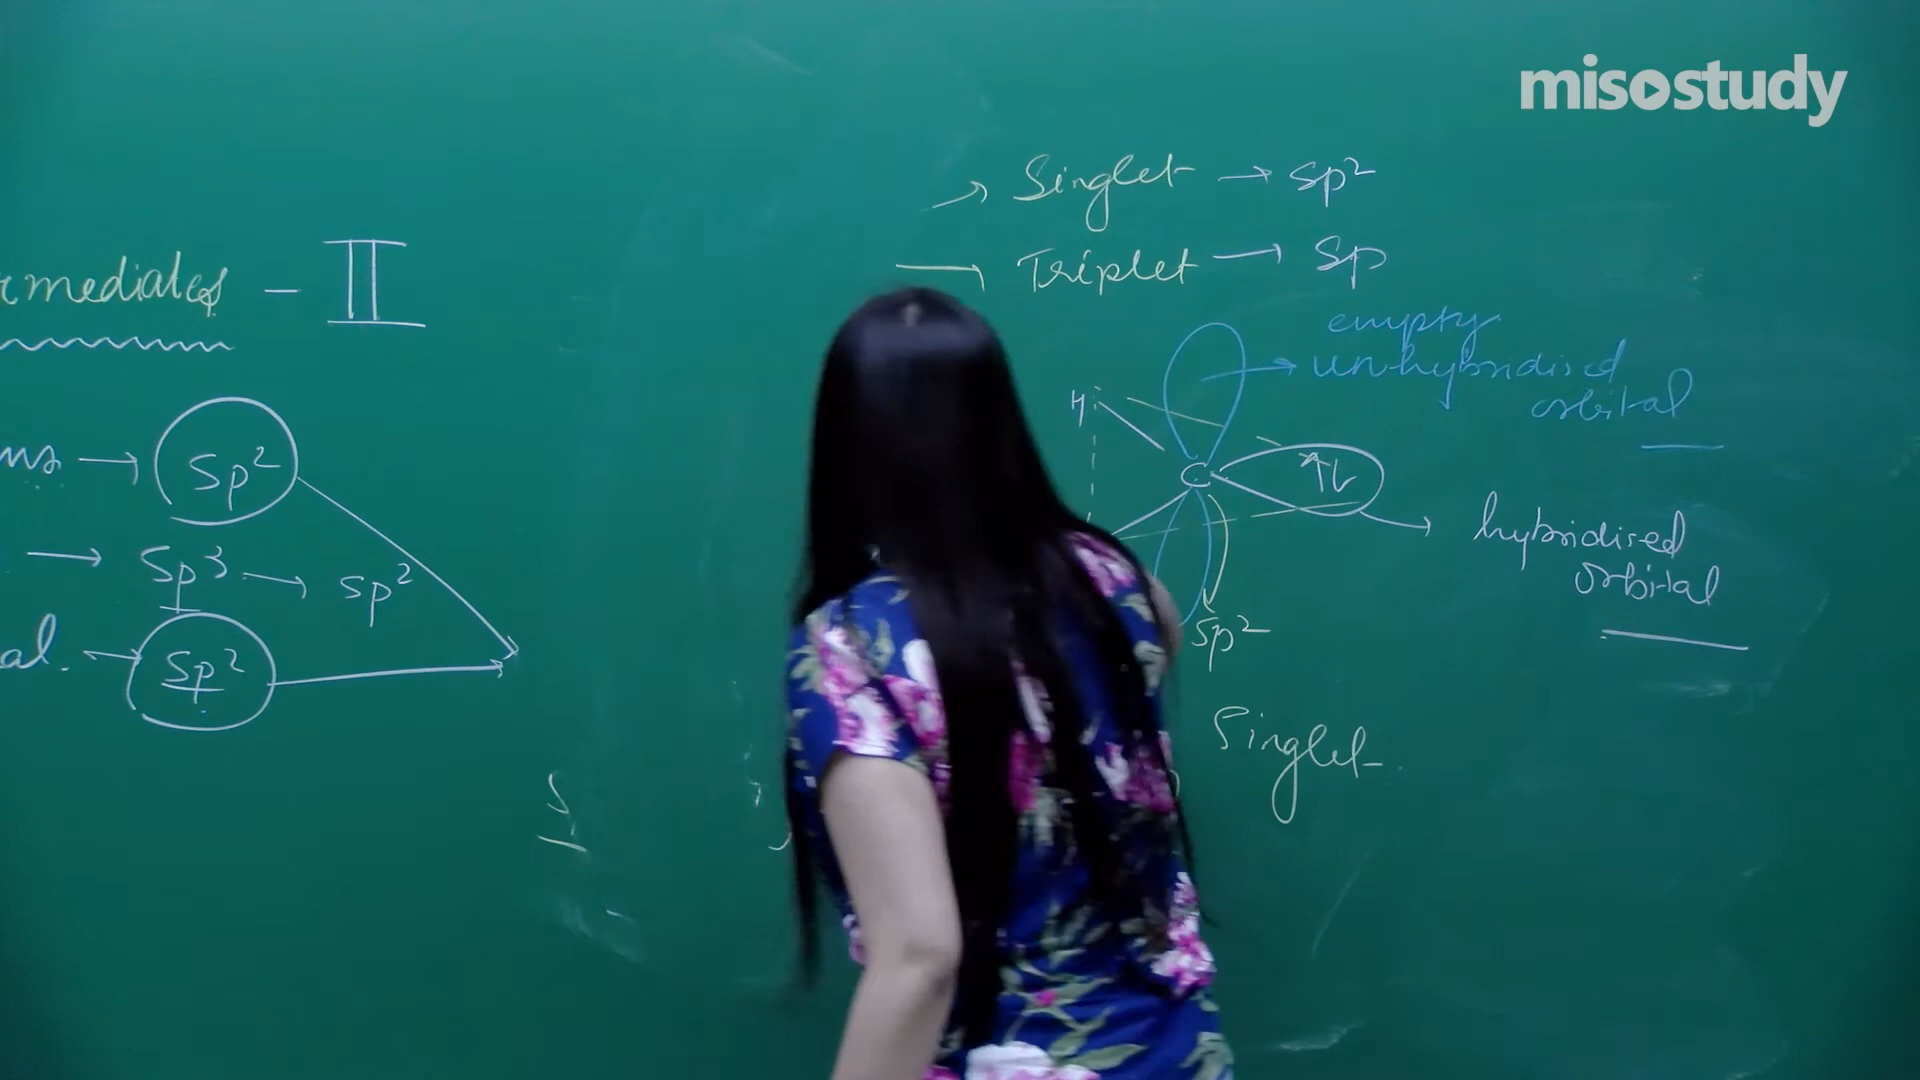 misostudy
Singlet → sp²
Triplet → sp
rmediates - II
empty
unhybridised
orbital
H
C
↑↓
ns → sp²
hybridised
orbital
→ sp³ → sp²
sp²
al. → sp²
Singlet